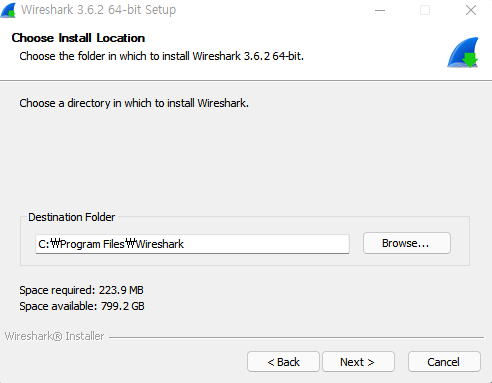 Wireshark 3.6.2 64-bit Setup
Choose Install Location
Choose the folder in which to install Wireshark 3.6.2 64-bit.
Choose a directory in which to install Wireshark.
Destination Folder
C:₩Program Files₩Wireshark
Browse...
Space required: 223.9 MB
Space available: 799.2 GB
Wireshark® Installer
< Back
Next >
Cancel